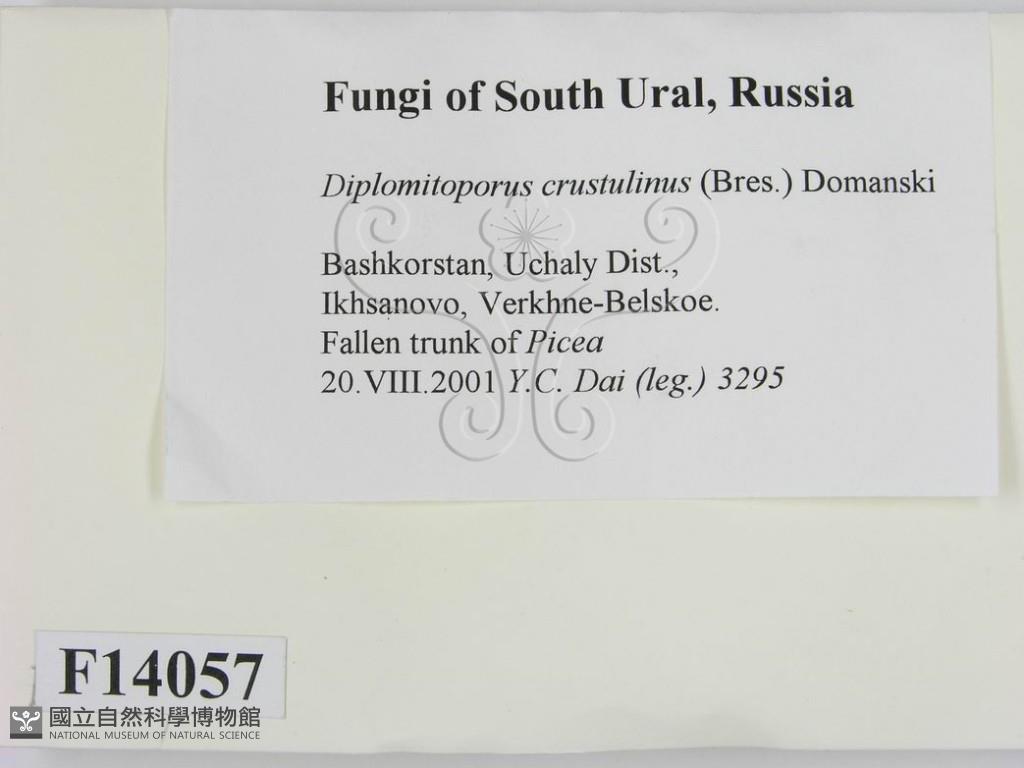 Fungi of South Ural, Russia
Diplomitoporus crustulinus (Bres.) Domanski
Bashkorstan, Uchaly Dist.,
Ikhsanovo, Verkhne-Belskoe.
Fallen trunk of Picea
20.VIII.2001 Y.C. Dai (leg.) 3295
F14057
國立自然科學博物館
NATIONAL MUSEUM OF NATURAL SCIENCE